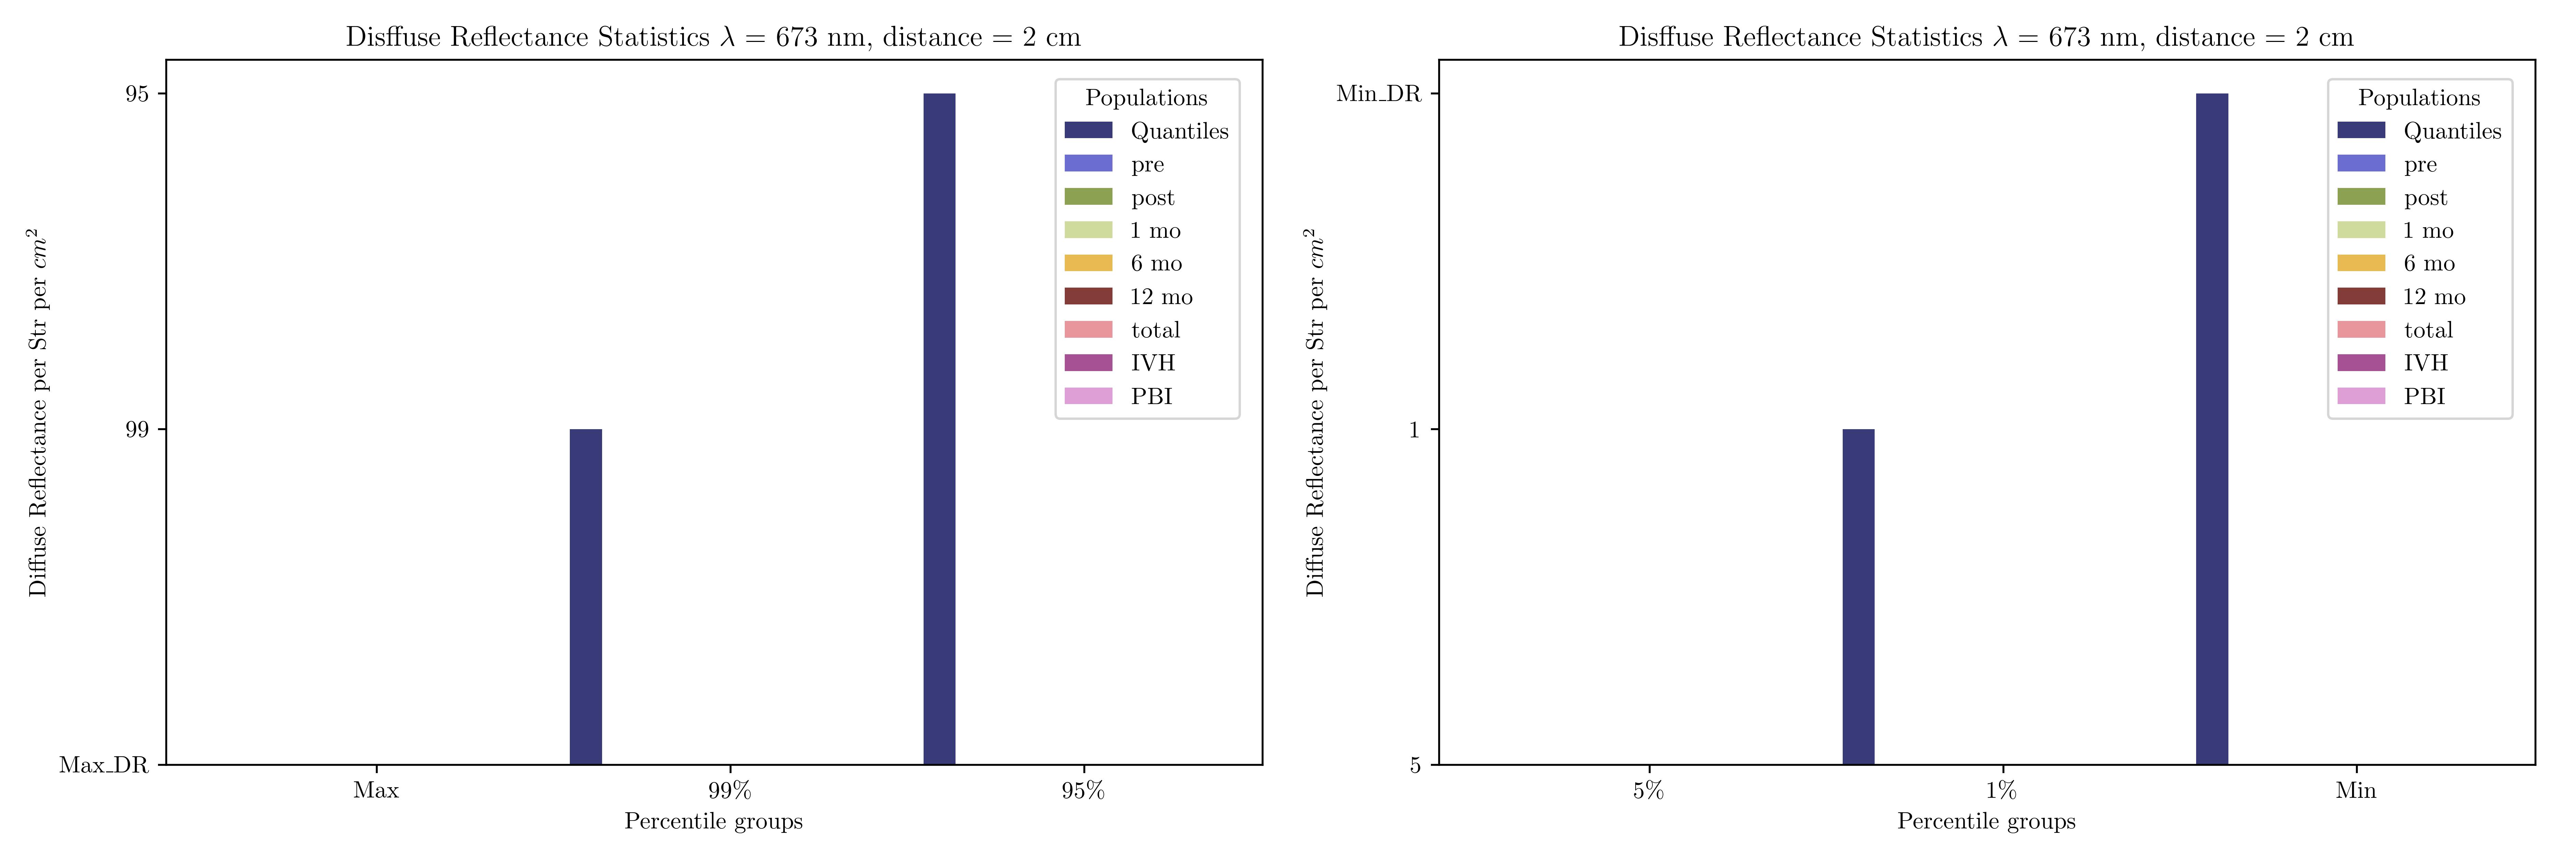 Disffuse Reflectance Statistics λ = 673 nm, distance = 2 cm
95
99
Max_DR
Diffuse Reflectance per Str per cm²
Max
99%
95%
Percentile groups
Populations
Quantiles
pre
post
1 mo
6 mo
12 mo
total
IVH
PBI
Disffuse Reflectance Statistics λ = 673 nm, distance = 2 cm
Min_DR
1
5
Diffuse Reflectance per Str per cm²
5%
1%
Min
Percentile groups
Populations
Quantiles
pre
post
1 mo
6 mo
12 mo
total
IVH
PBI